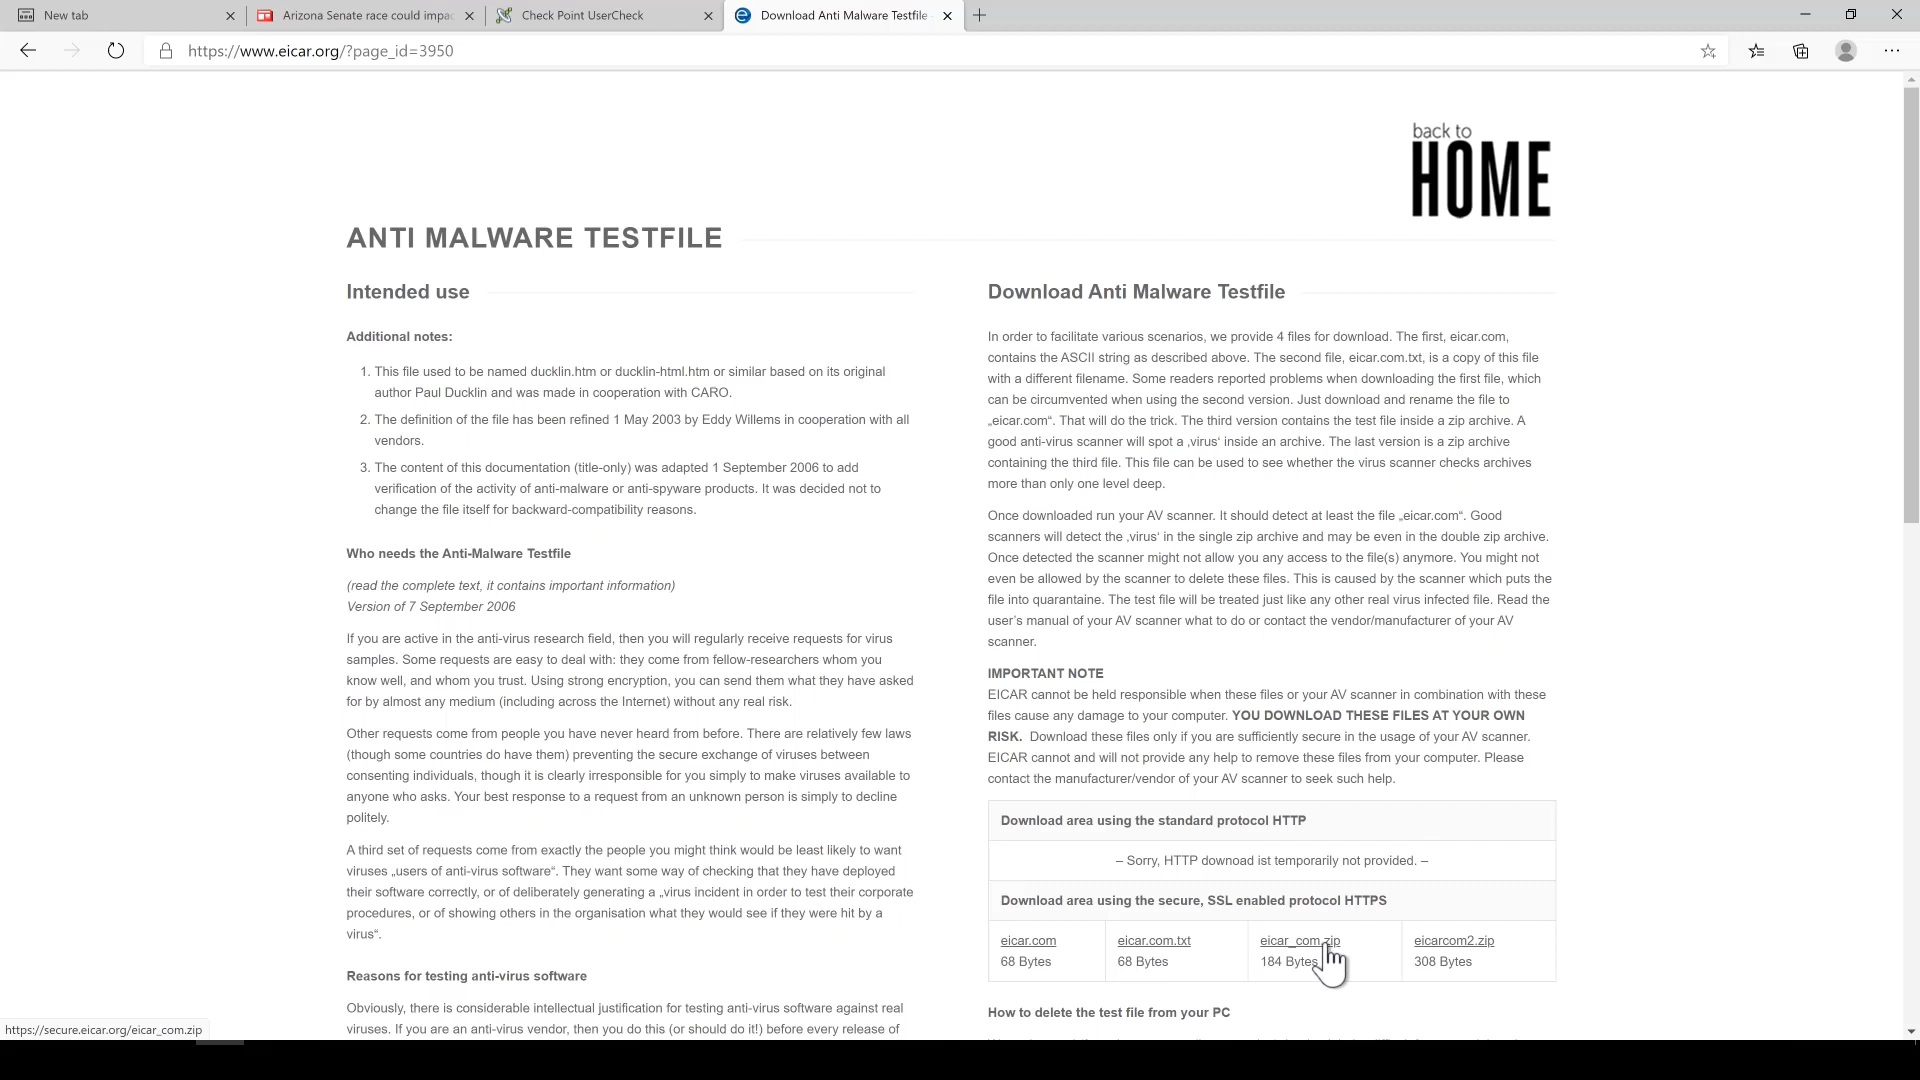 New tab
Arizona Senate race could impac
Check Point UserCheck
Download Anti Malware Testfile
https://www.eicar.org/?page_id=3950
back to
HOME
ANTI MALWARE TESTFILE
Intended use
Additional notes:
1. This file used to be named ducklin.htm or ducklin-html.htm or similar based on its original
author Paul Ducklin and was made in cooperation with CARO.
2. The definition of the file has been refined 1 May 2003 by Eddy Willems in cooperation with all
vendors.
3. The content of this documentation (title-only) was adapted 1 September 2006 to add
verification of the activity of anti-malware or anti-spyware products. It was decided not to
change the file itself for backward-compatibility reasons.
Who needs the Anti-Malware Testfile
(read the complete text, it contains important information)
Version of 7 September 2006
If you are active in the anti-virus research field, then you will regularly receive requests for virus
samples. Some requests are easy to deal with: they come from fellow-researchers whom you
know well, and whom you trust. Using strong encryption, you can send them what they have asked
for by almost any medium (including across the Internet) without any real risk.
Other requests come from people you have never heard from before. There are relatively few laws
(though some countries do have them) preventing the secure exchange of viruses between
consenting individuals, though it is clearly irresponsible for you simply to make viruses available to
anyone who asks. Your best response to a request from an unknown person is simply to decline
politely.
A third set of requests come from exactly the people you might think would be least likely to want
viruses „users of anti-virus software“. They want some way of checking that they have deployed
their software correctly, or of deliberately generating a „virus incident in order to test their corporate
procedures, or of showing others in the organisation what they would see if they were hit by a
virus“.
Reasons for testing anti-virus software
Obviously, there is considerable intellectual justification for testing anti-virus software against real
viruses. If you are an anti-virus vendor, then you do this (or should do it!) before every release of
Download Anti Malware Testfile
In order to facilitate various scenarios, we provide 4 files for download. The first, eicar.com,
contains the ASCII string as described above. The second file, eicar.com.txt, is a copy of this file
with a different filename. Some readers reported problems when downloading the first file, which
can be circumvented when using the second version. Just download and rename the file to
„eicar.com“. That will do the trick. The third version contains the test file inside a zip archive. A
good anti-virus scanner will spot a ‚virus‘ inside an archive. The last version is a zip archive
containing the third file. This file can be used to see whether the virus scanner checks archives
more than only one level deep.
Once downloaded run your AV scanner. It should detect at least the file „eicar.com“. Good
scanners will detect the ‚virus‘ in the single zip archive and may be even in the double zip archive.
Once detected the scanner might not allow you any access to the file(s) anymore. You might not
even be allowed by the scanner to delete these files. This is caused by the scanner which puts the
file into quarantaine. The test file will be treated just like any other real virus infected file. Read the
user’s manual of your AV scanner what to do or contact the vendor/manufacturer of your AV
scanner.
IMPORTANT NOTE
EICAR cannot be held responsible when these files or your AV scanner in combination with these
files cause any damage to your computer. YOU DOWNLOAD THESE FILES AT YOUR OWN
RISK. Download these files only if you are sufficiently secure in the usage of your AV scanner.
EICAR cannot and will not provide any help to remove these files from your computer. Please
contact the manufacturer/vendor of your AV scanner to seek such help.
Download area using the standard protocol HTTP
– Sorry, HTTP downoad ist temporarily not provided. –
Download area using the secure, SSL enabled protocol HTTPS
eicar.com eicar.com.txt eicar_com.zip eicarcom2.zip
68 Bytes 68 Bytes 184 Bytes 308 Bytes
How to delete the test file from your PC
https://secure.eicar.org/eicar_com.zip